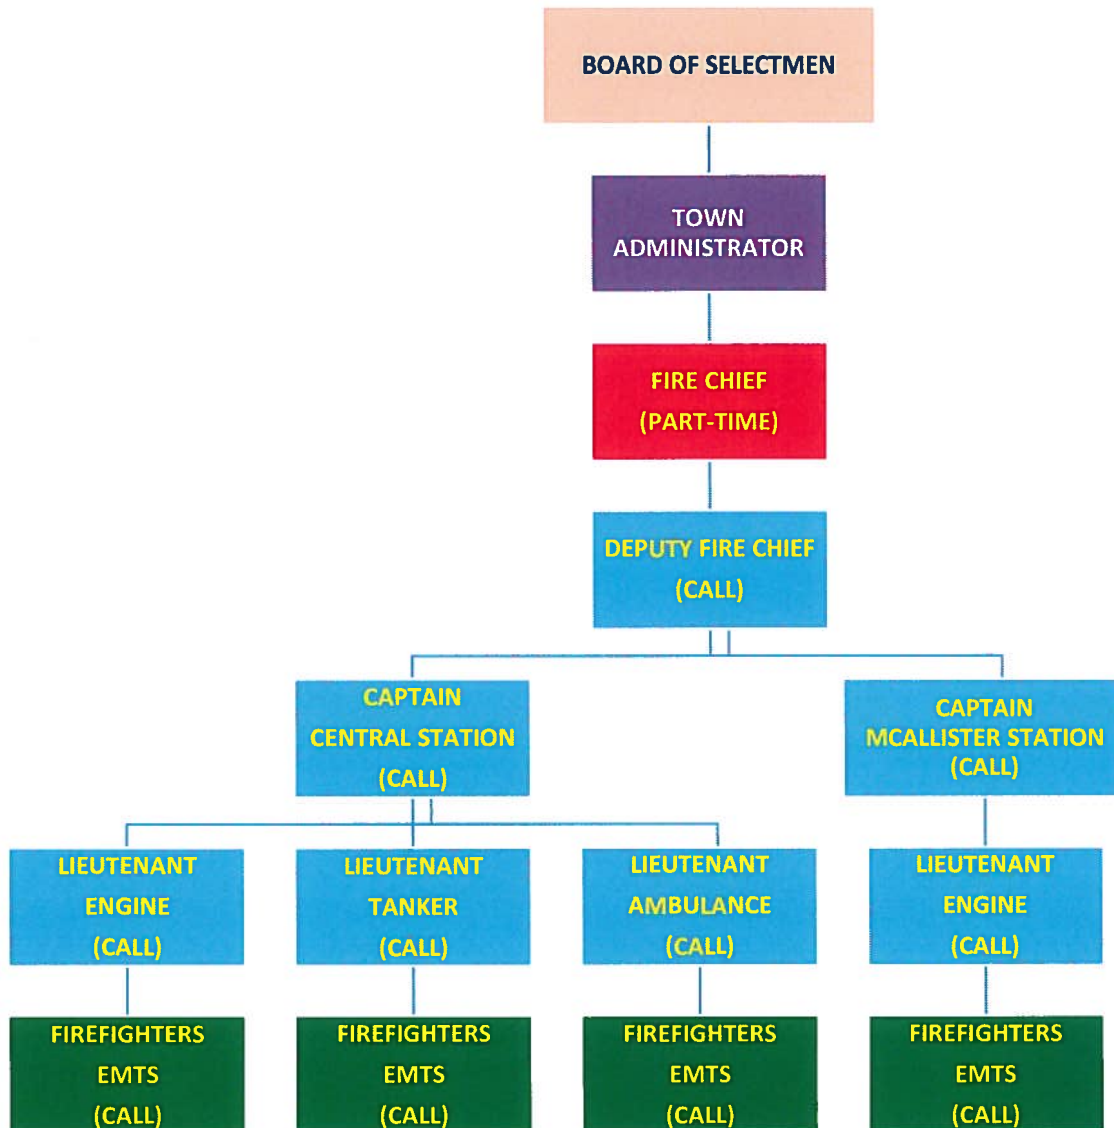 BOARD OF SELECTMEN
TOWN
ADMINISTRATOR
FIRE CHIEF
(PART-TIME)
DEPUTY FIRE CHIEF
(CALL)
CAPTAIN
CENTRAL STATION
(CALL)
CAPTAIN
MCALLISTER STATION
(CALL)
LIEUTENANT
ENGINE
(CALL)
LIEUTENANT
TANKER
(CALL)
LIEUTENANT
AMBULANCE
(CALL)
LIEUTENANT
ENGINE
(CALL)
FIREFIGHTERS
EMTS
(CALL)
FIREFIGHTERS
EMTS
(CALL)
FIREFIGHTERS
EMTS
(CALL)
FIREFIGHTERS
EMTS
(CALL)